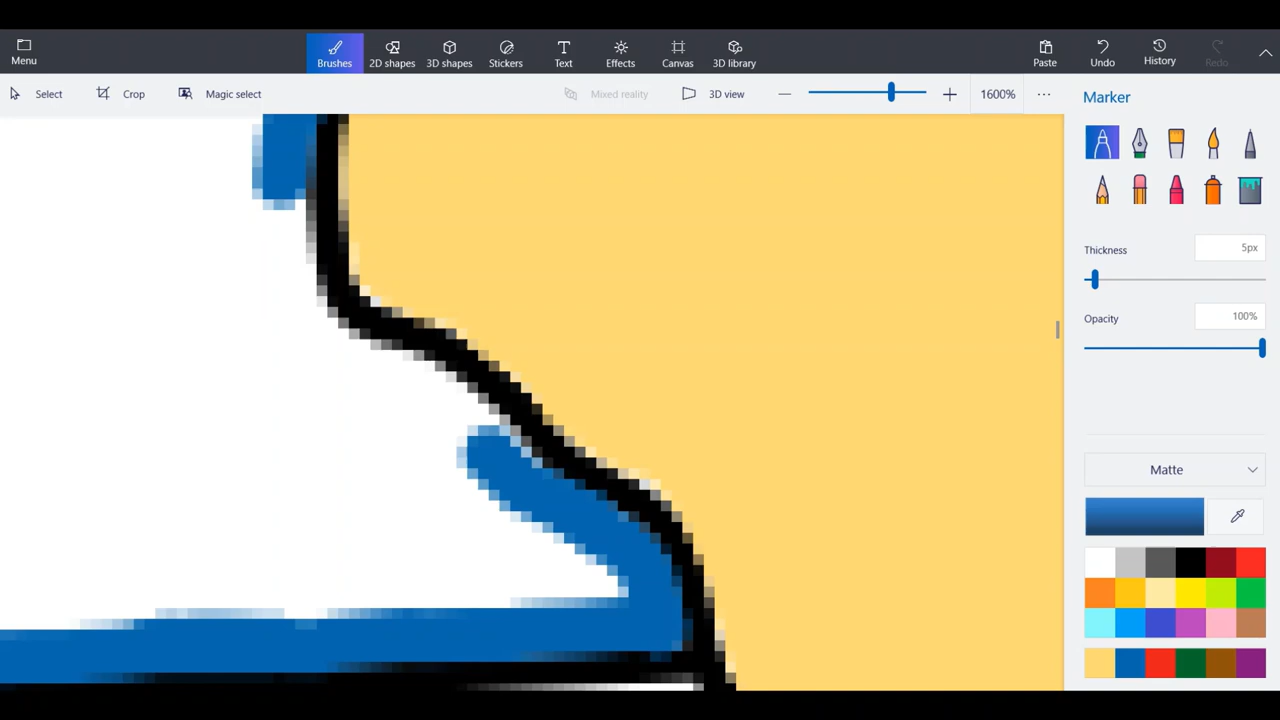 Menu
Brushes 2D shapes 3D shapes Stickers Text Effects Canvas 3D library Paste Undo History Redo
Select Crop Magic select Mixed reality 3D view 1600%
Marker
Thickness 5px
Opacity 100%
Matte